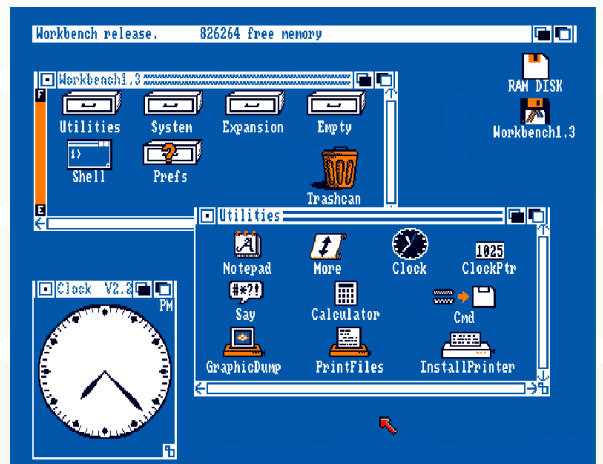 Workbench release. 826264 free memory
RAM DISK
Workbench1.3
Workbench1.3
F
Utilities System Expansion Empty
1>
Shell Prefs Trashcan
E
Utilities
1025
Notepad More Clock ClockPtr
#*?!
Say Calculator Cmd
GraphicDump PrintFiles InstallPrinter
Clock V2.2
PM